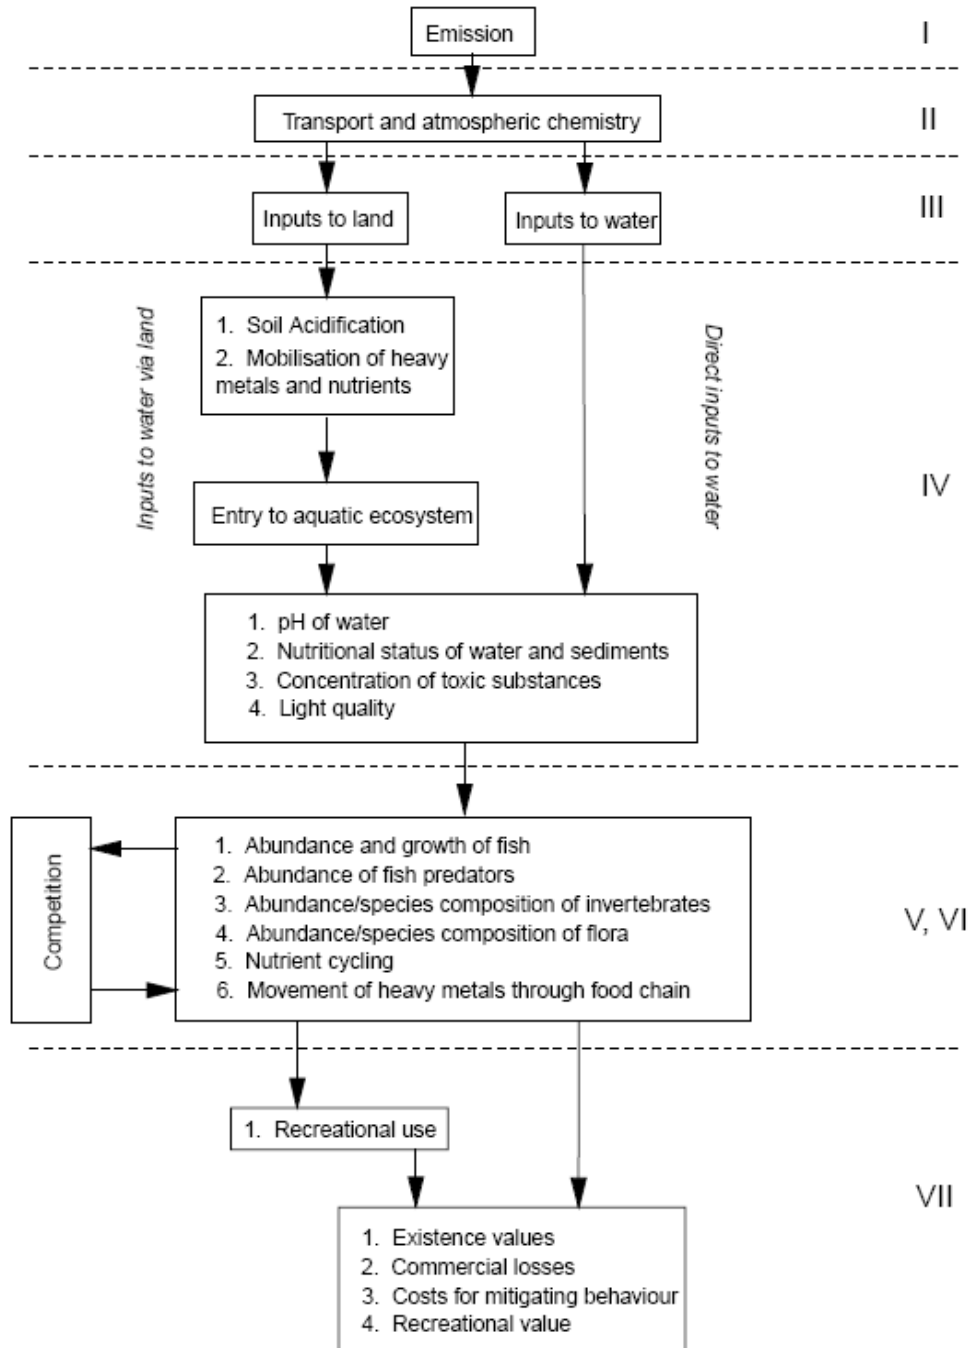 Emission
I
Transport and atmospheric chemistry
II
Inputs to land
Inputs to water
III
Inputs to water via land
1. Soil Acidification
2. Mobilisation of heavy
metals and nutrients
Direct inputs to water
Entry to aquatic ecosystem
IV
1. pH of water
2. Nutritional status of water and sediments
3. Concentration of toxic substances
4. Light quality
Competition
1. Abundance and growth of fish
2. Abundance of fish predators
3. Abundance/species composition of invertebrates
4. Abundance/species composition of flora
5. Nutrient cycling
6. Movement of heavy metals through food chain
V, VI
1. Recreational use
VII
1. Existence values
2. Commercial losses
3. Costs for mitigating behaviour
4. Recreational value